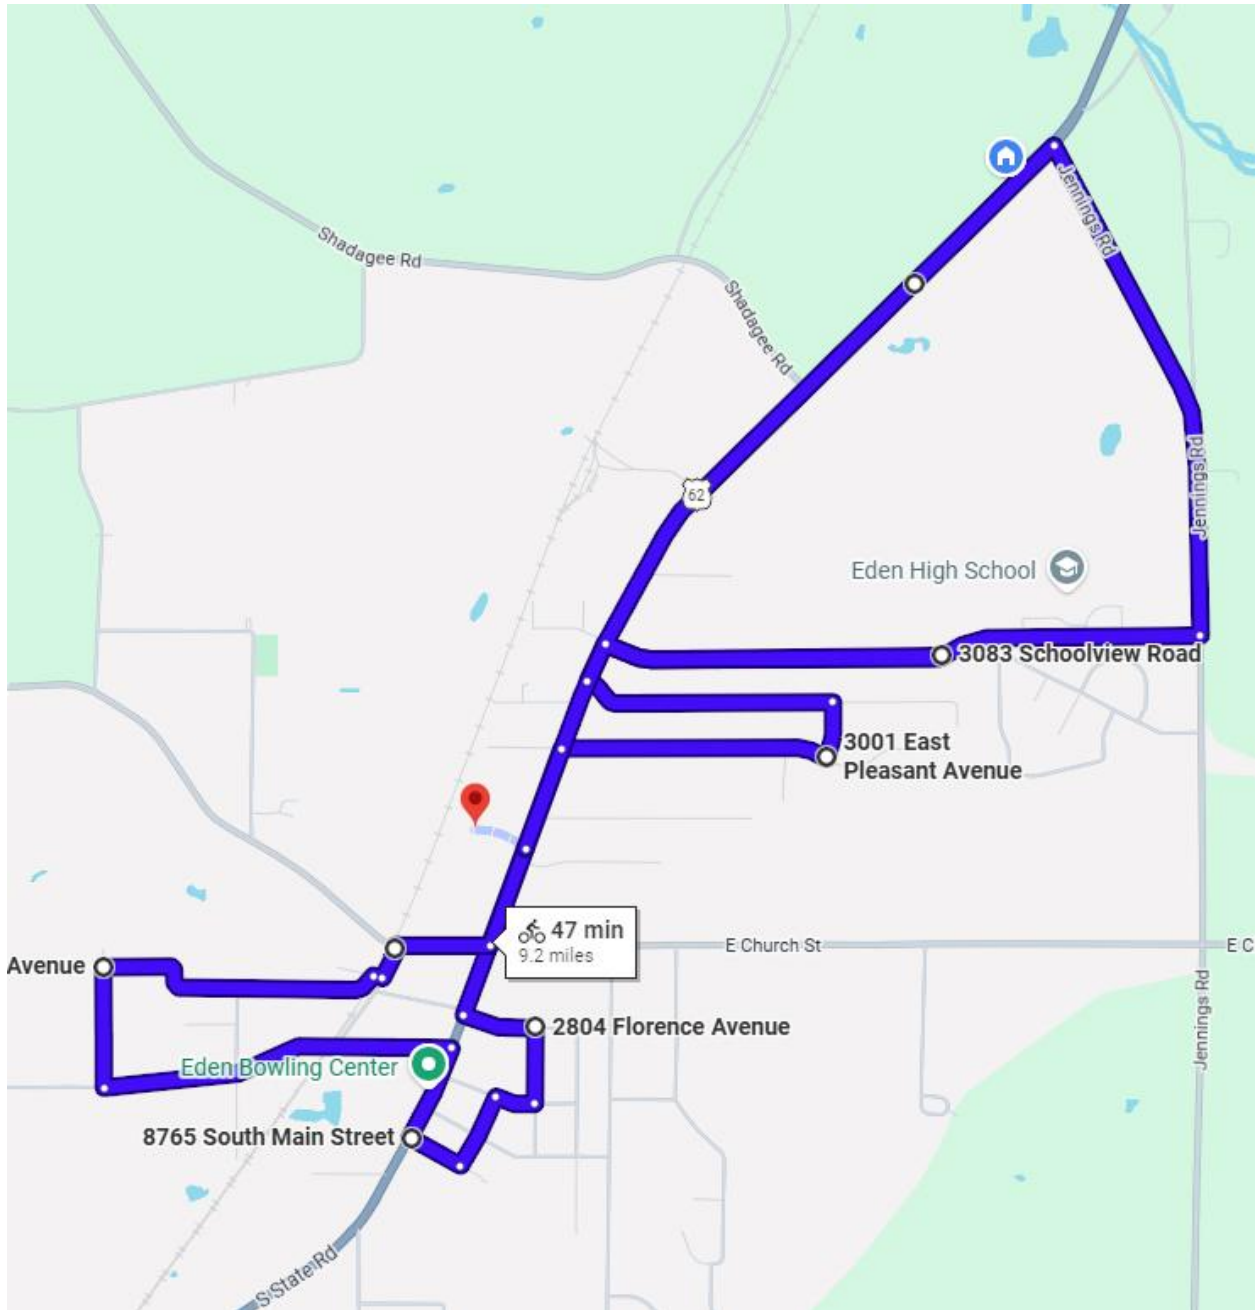 Shadagee Rd
Jennings Rd
Shadagee Rd
62
Jennings Rd
Eden High School
3083 Schoolview Road
3001 East
Pleasant Avenue
47 min
9.2 miles
E Church St
E C
Avenue
Jennings Rd
2804 Florence Avenue
Eden Bowling Center
8765 South Main Street
S State Rd